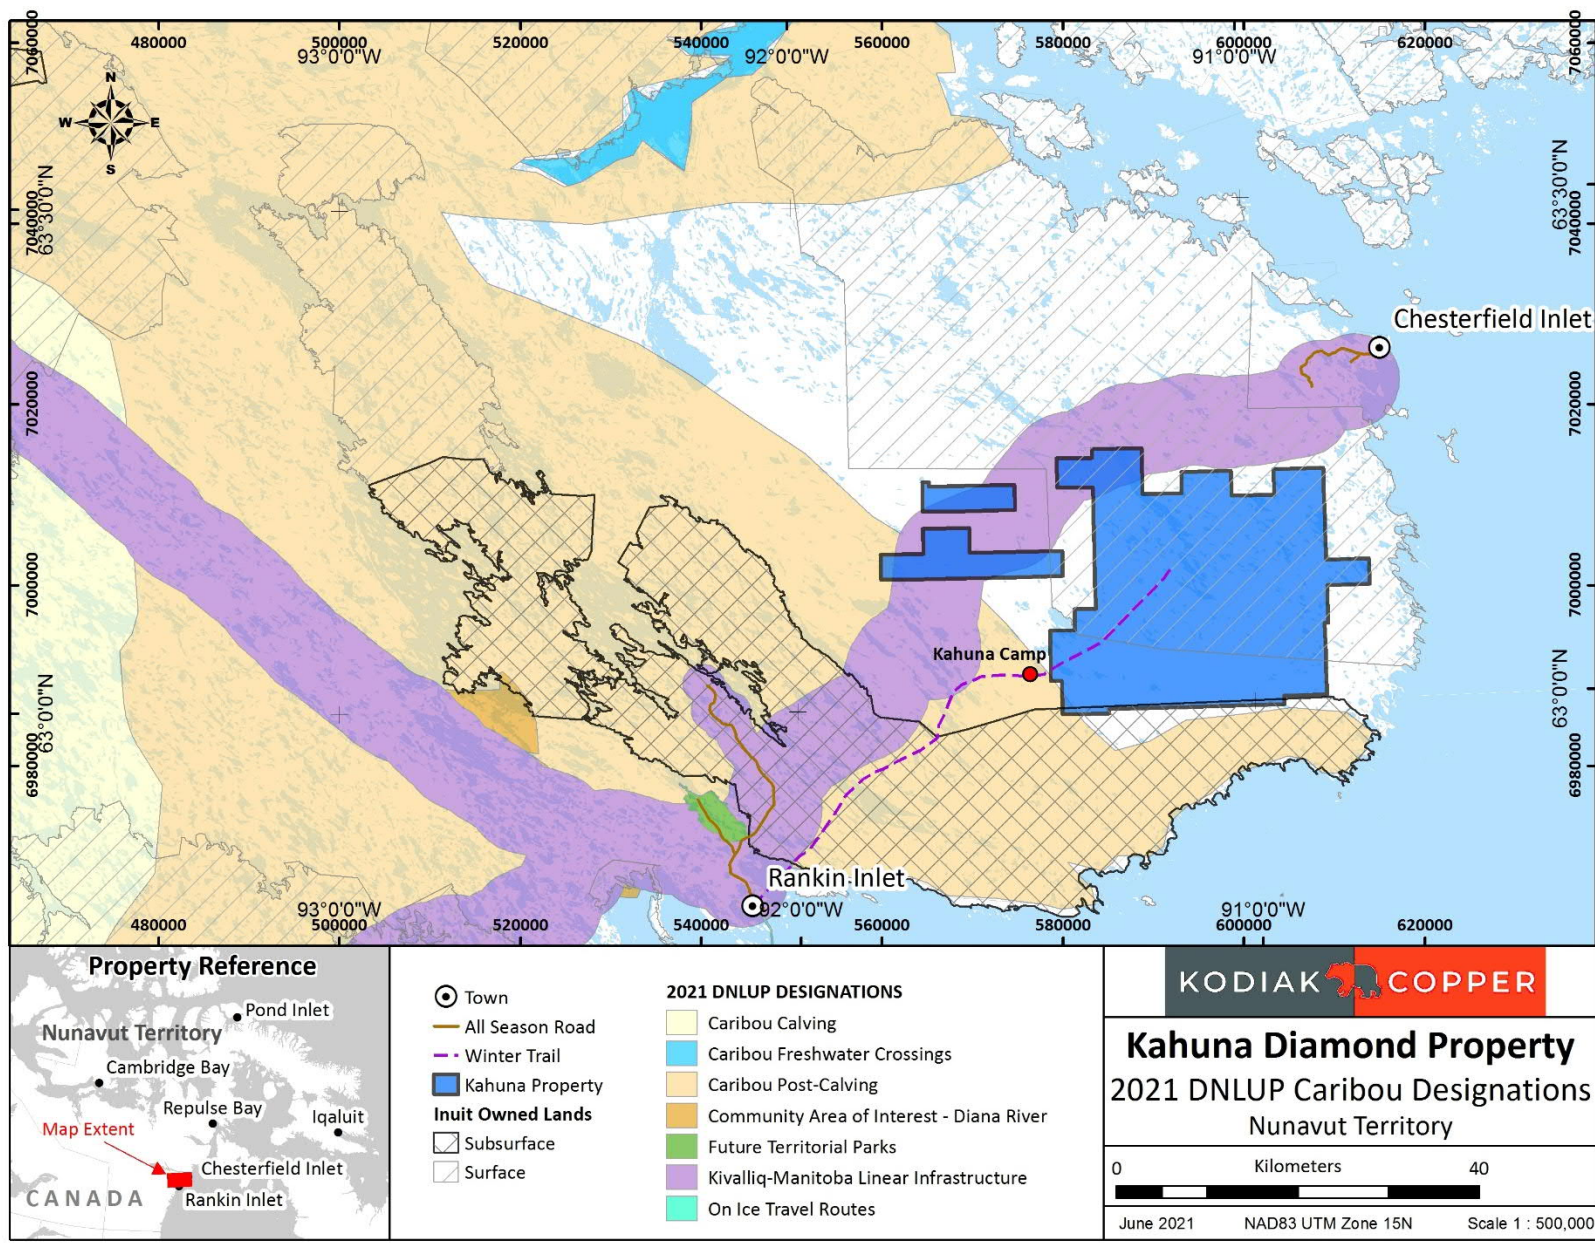 480000
500000
520000
540000
560000
580000
600000
620000
93°0'0"W
92°0'0"W
91°0'0"W
7060000
7060000
N
W
E
S
63°30'0"N
7040000
63°30'0"N
7040000
Chesterfield Inlet
7020000
7020000
7000000
7000000
Kahuna Camp
63°0'0"N
6980000
63°0'0"N
6980000
Rankin Inlet
93°0'0"W
92°0'0"W
91°0'0"W
480000
500000
520000
540000
560000
580000
600000
620000
Property Reference
Pond Inlet
Nunavut Territory
Cambridge Bay
Repulse Bay
Iqaluit
Map Extent
Chesterfield Inlet
CANADA
Rankin Inlet
Town
All Season Road
Winter Trail
Kahuna Property
Inuit Owned Lands
Subsurface
Surface
2021 DNLUP DESIGNATIONS
Caribou Calving
Caribou Freshwater Crossings
Caribou Post-Calving
Community Area of Interest - Diana River
Future Territorial Parks
Kivalliq-Manitoba Linear Infrastructure
On Ice Travel Routes
KODIAK COPPER
Kahuna Diamond Property
2021 DNLUP Caribou Designations
Nunavut Territory
0 Kilometers 40
June 2021 NAD83 UTM Zone 15N Scale 1 : 500,000